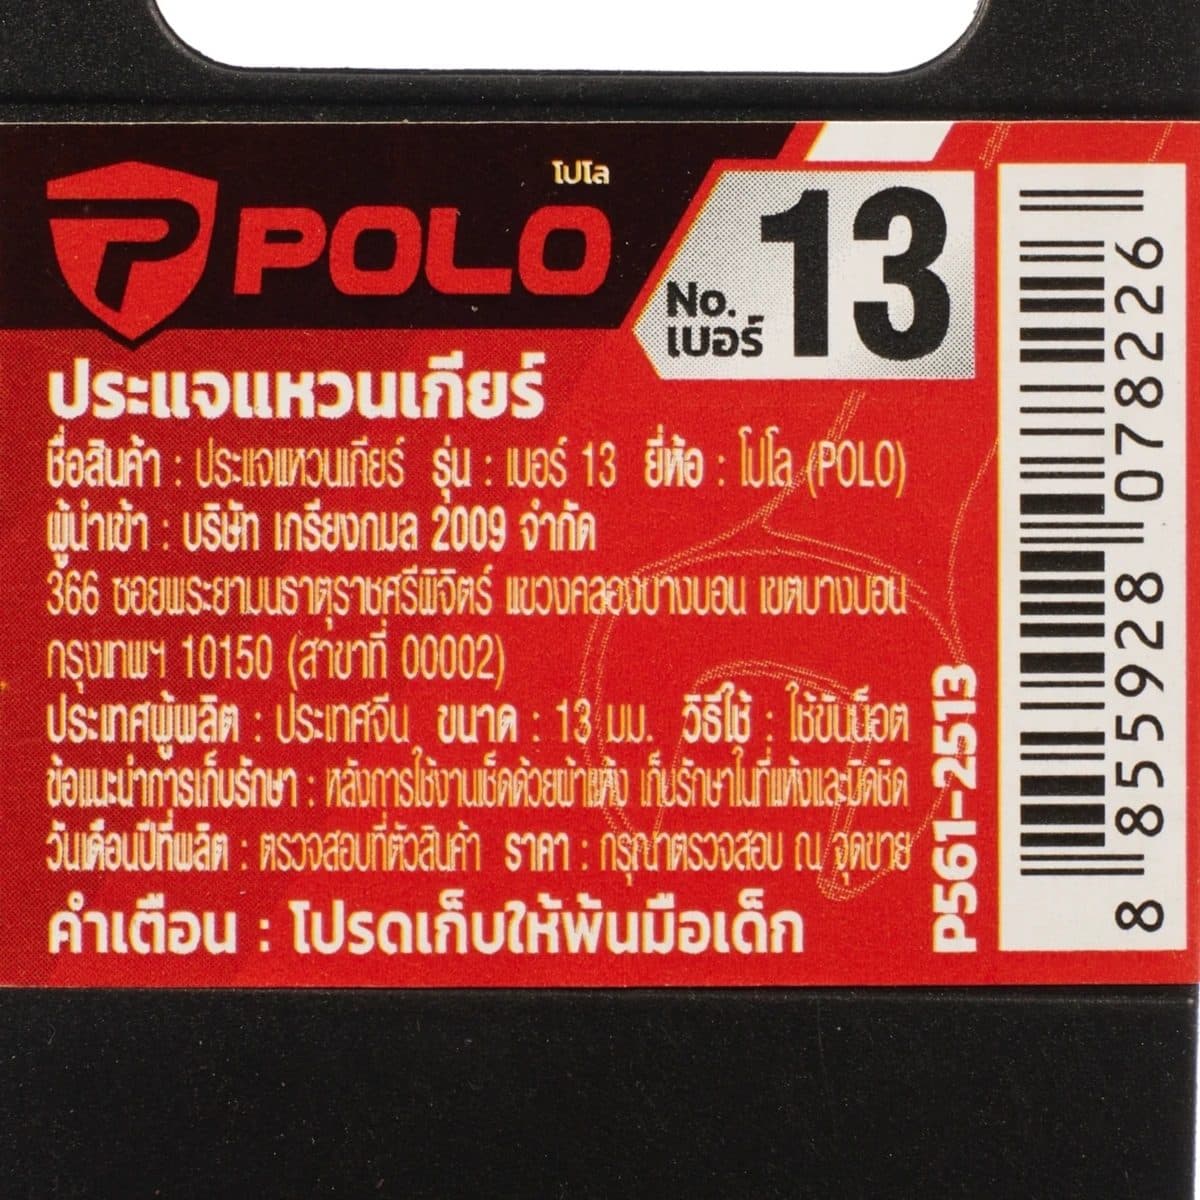 โปโล
POLO
No. เบอร์ 13
ประแจแหวนเกียร์
ชื่อสินค้า : ประแจแหวนเกียร์ รุ่น : เบอร์ 13 ยี่ห้อ : โปโล (POLO)
ผู้นำเข้า : บริษัท เกรียงกมล 2009 จำกัด
366 ซอยพระยามนธาตุราชศรีพิจิตร์ แขวงคลองบางบอน เขตบางบอน
กรุงเทพฯ 10150 (สาขาที่ 00002)
ประเทศผู้ผลิต : ประเทศจีน ขนาด : 13 มม. วิธีใช้ : ใช้ขันน็อต
ข้อแนะนำการเก็บรักษา : หลังการใช้งานเช็ดด้วยผ้าแห้ง เก็บรักษาในที่แห้งและมิดชิด
วันเดือนปีที่ผลิต : ตรวจสอบที่ตัวสินค้า ราคา : กรุณาตรวจสอบ ณ จุดขาย
คำเตือน : โปรดเก็บให้พ้นมือเด็ก
P561-2513
8 855928 078226